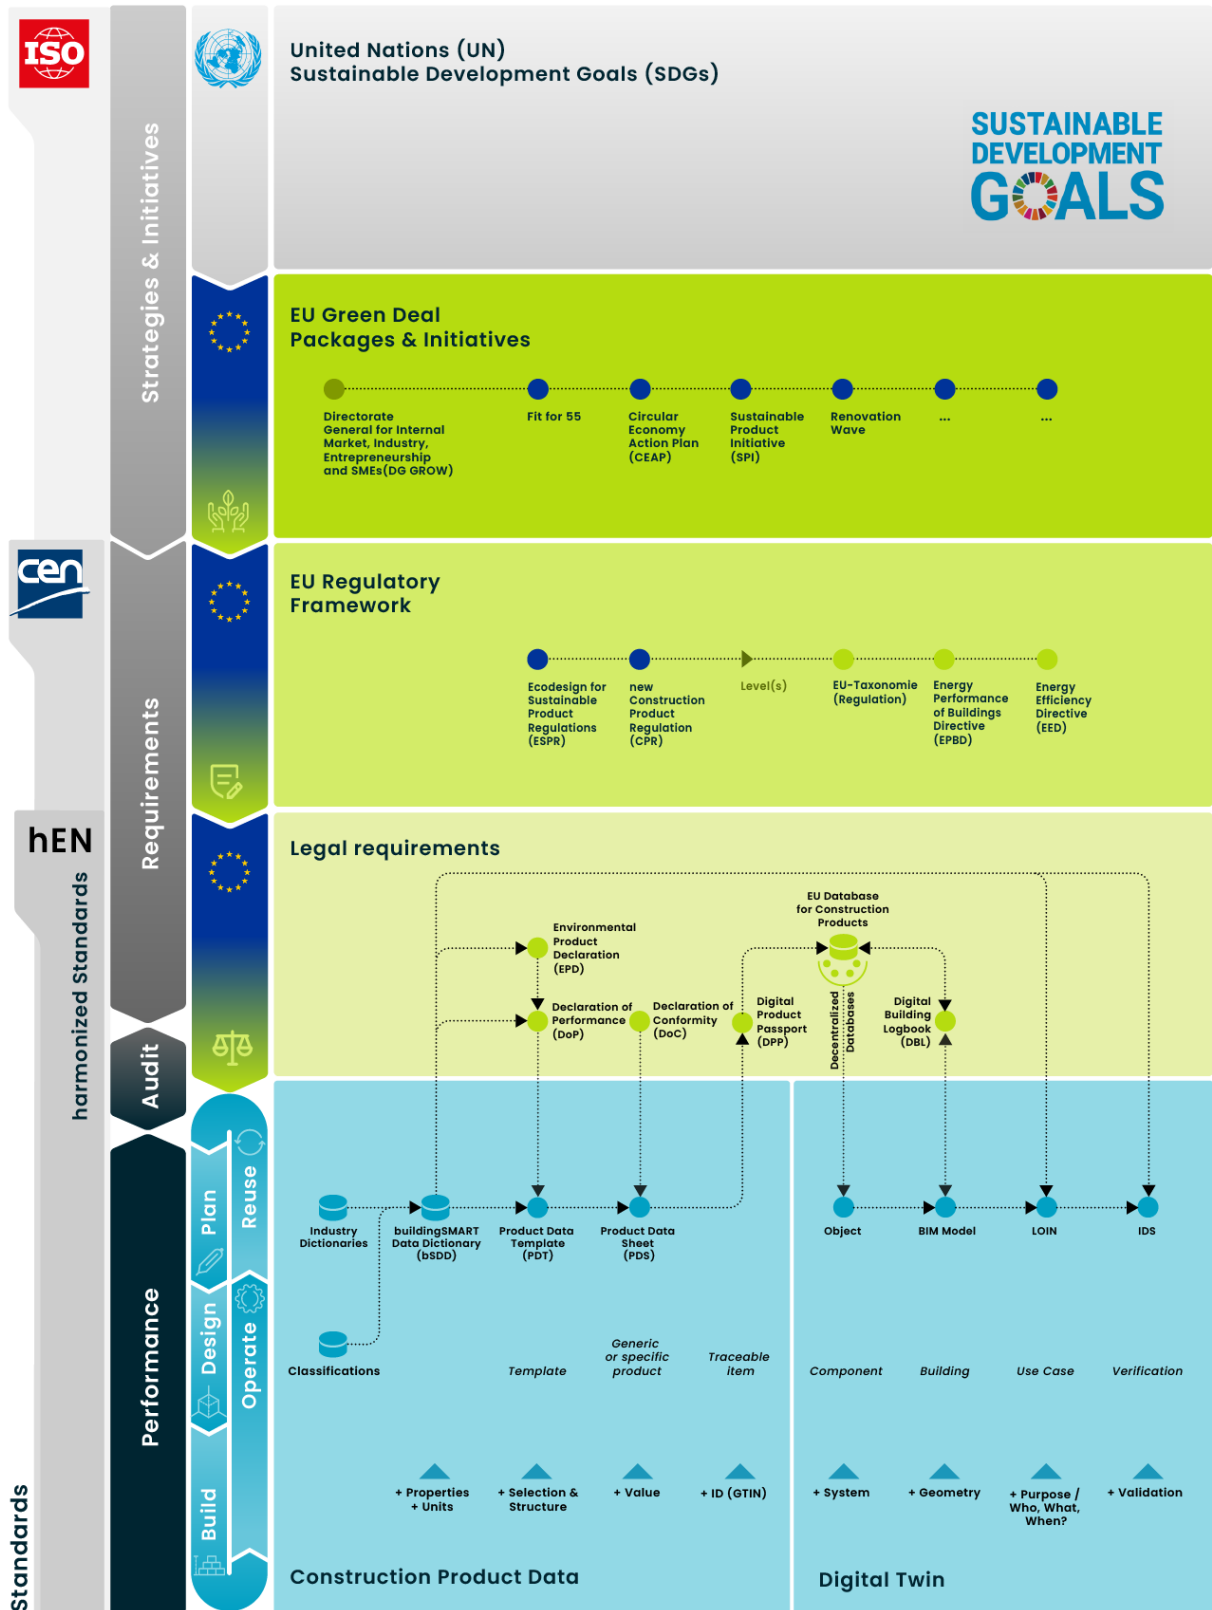 ISO
United Nations (UN)
Sustainable Development Goals (SDGs)
SUSTAINABLE
DEVELOPMENT
GOALS
Strategies & Initiatives
EU Green Deal
Packages & Initiatives
Directorate
General for Internal
Market, Industry,
Entrepreneurship
and SMEs(DG GROW)
Fit for 55
Circular
Economy
Action Plan
(CEAP)
Sustainable
Product
Initiative
(SPI)
Renovation
Wave
...
...
cen
Requirements
EU Regulatory
Framework
Ecodesign for
Sustainable
Product
Regulations
(ESPR)
new
Construction
Product
Regulation
(CPR)
Level(s)
EU-Taxonomie
(Regulation)
Energy
Performance
of Buildings
Directive
(EPBD)
Energy
Efficiency
Directive
(EED)
hEN
harmonized Standards
Legal requirements
EU Database
for Construction
Products
Environmental
Product
Declaration
(EPD)
Declaration of
Performance
(DoP)
Declaration of
Conformity
(DoC)
Digital
Product
Passport
(DPP)
Decentralized
Databases
Digital
Building
Logbook
(DBL)
Audit
Performance
Plan
Reuse
Design
Operate
Build
Industry
Dictionaries
buildingSMART
Data Dictionary
(bSDD)
Product Data
Template
(PDT)
Product Data
Sheet
(PDS)
Object
BIM Model
LOIN
IDS
Classifications
Template
Generic
or specific
product
Traceable
item
Component
Building
Use Case
Verification
+ Properties
+ Units
+ Selection &
Structure
+ Value
+ ID (GTIN)
+ System
+ Geometry
+ Purpose /
Who, What,
When?
+ Validation
Construction Product Data
Digital Twin
Standards